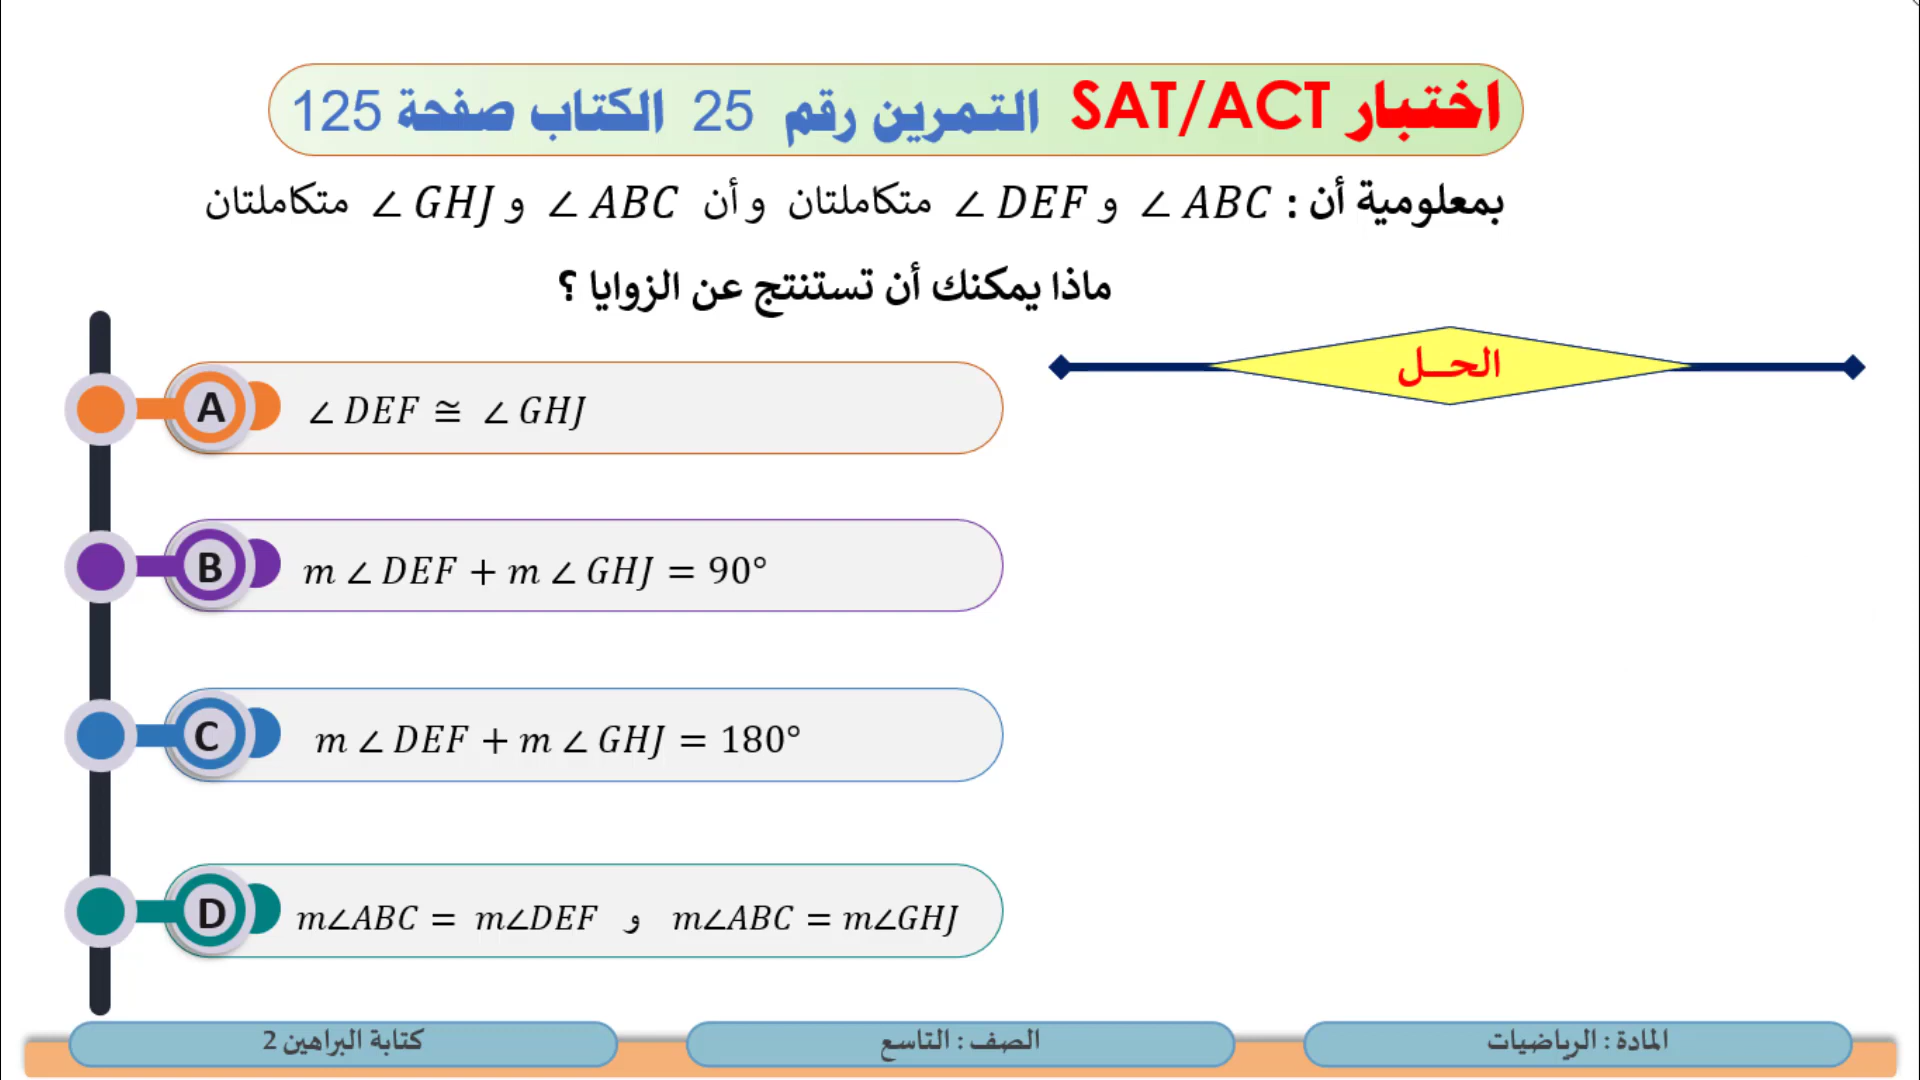 اختبار SAT/ACT التمرين رقم 25 الكتاب صفحة 125
بمعلومية أن : ∠ ABC و ∠ DEF متكاملتان و أن ∠ ABC و ∠ GHJ متكاملتان
ماذا يمكنك أن تستنتج عن الزوايا ؟
الحـــل
A ∠ DEF ≅ ∠ GHJ
B m ∠ DEF + m ∠ GHJ = 90°
C m ∠ DEF + m ∠ GHJ = 180°
D m∠ABC = m∠DEF و m∠ABC = m∠GHJ
المادة : الرياضيات
الصف : التاسع
كتابة البراهين 2